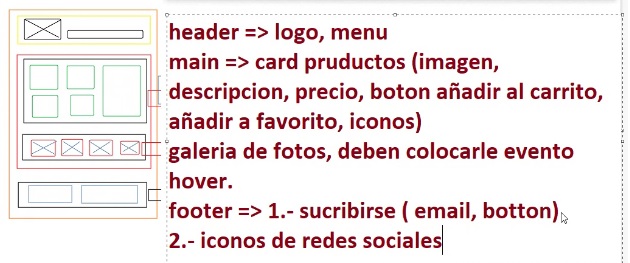 header => logo, menu
main => card pruductos (imagen,
descripcion, precio, boton añadir al carrito,
añadir a favorito, iconos)
galeria de fotos, deben colocarle evento
hover.
footer => 1.- sucribirse ( email, botton)
2.- iconos de redes sociales